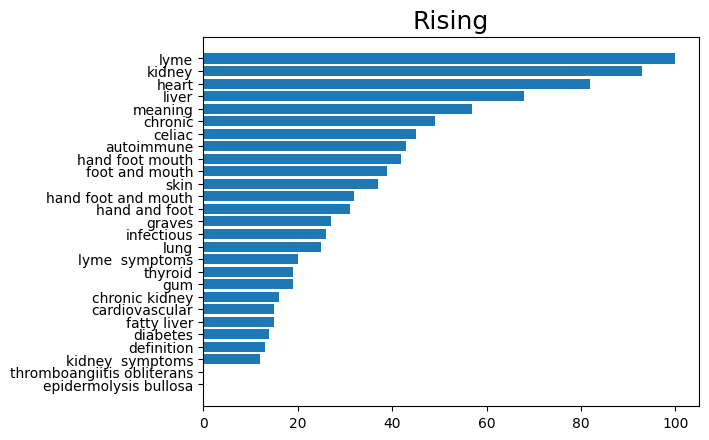 Rising
lyme
kidney
heart
liver
meaning
chronic
celiac
autoimmune
hand foot mouth
foot and mouth
skin
hand foot and mouth
hand and foot
graves
infectious
lung
lyme  symptoms
thyroid
gum
chronic kidney
cardiovascular
fatty liver
diabetes
definition
kidney  symptoms
thromboangiitis obliterans
epidermolysis bullosa
0 20 40 60 80 100